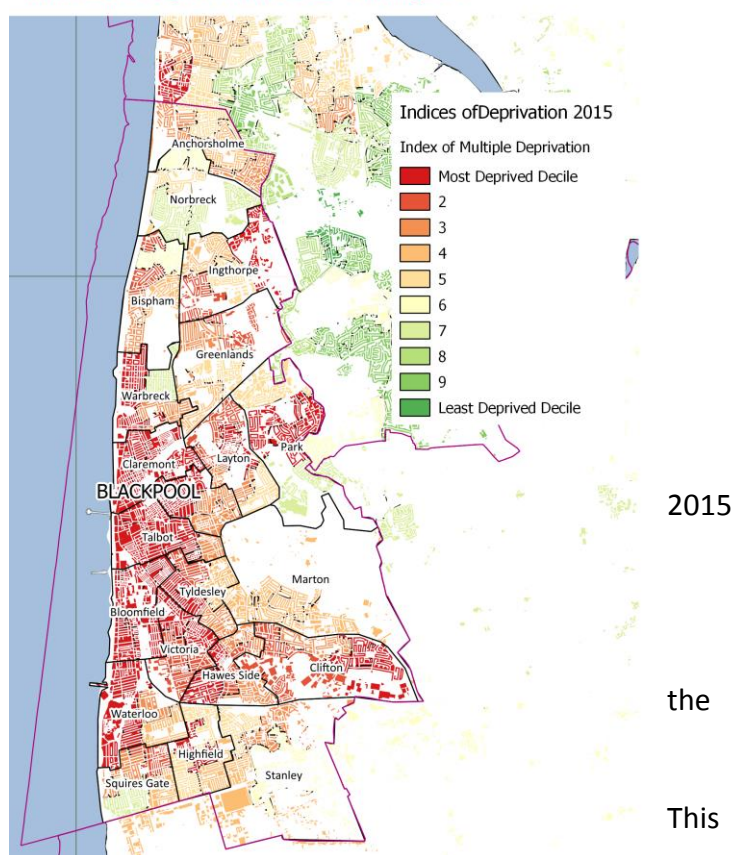 Indices ofDeprivation 2015
Index of Multiple Deprivation
Most Deprived Decile
2
3
4
5
6
7
8
9
Least Deprived Decile
Anchorsholme
Norbreck
Ingthorpe
Bispham
Greenlands
Warbreck
Park
Layton
Claremont
BLACKPOOL
2015
Talbot
Marton
Tyldesley
Bloomfield
Victoria
Clifton
Hawes Side
the
Waterloo
Highfield
Stanley
Squires Gate
This